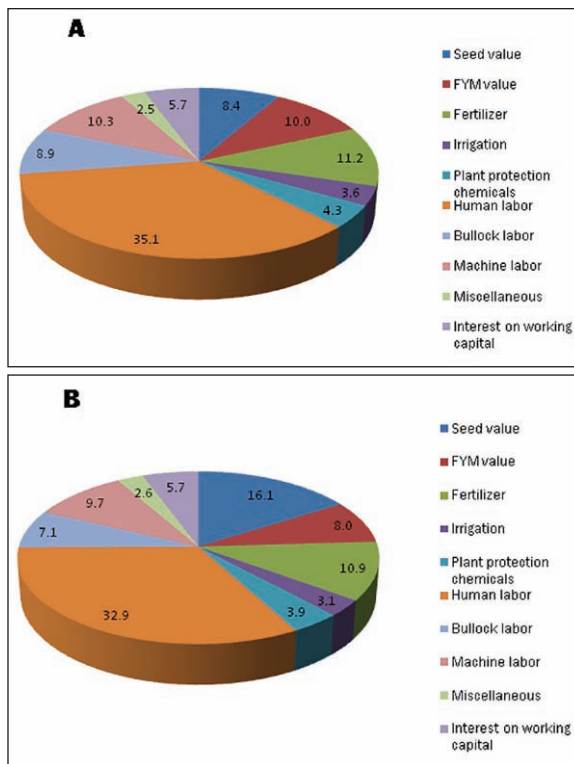 A
8.4
10.0
11.2
3.6
4.3
35.1
8.9
10.3
2.5
5.7
Seed value
FYM value
Fertilizer
Irrigation
Plant protection
chemicals
Human labor
Bullock labor
Machine labor
Miscellaneous
Interest on working
capital
B
16.1
8.0
10.9
3.1
3.9
32.9
7.1
9.7
2.6
5.7
Seed value
FYM value
Fertilizer
Irrigation
Plant protection
chemicals
Human labor
Bullock labor
Machine labor
Miscellaneous
Interest on working
capital